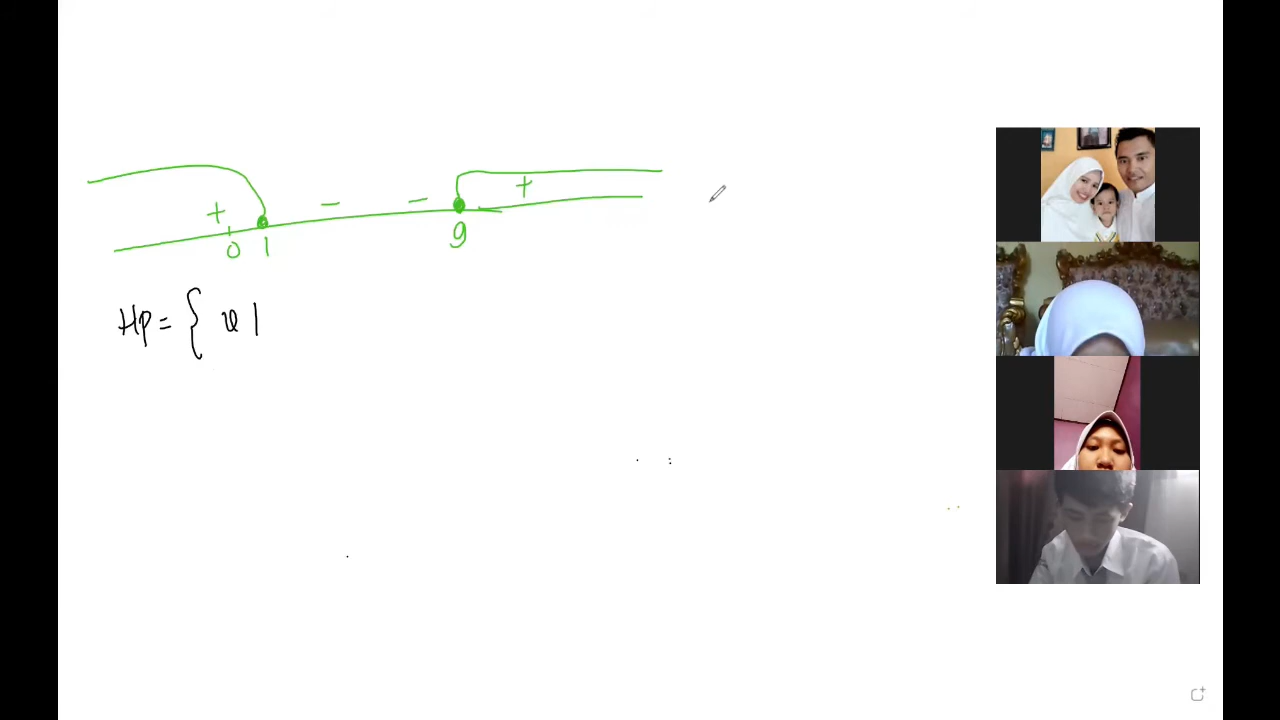 + - - +
0 1 9
Hp = { x |